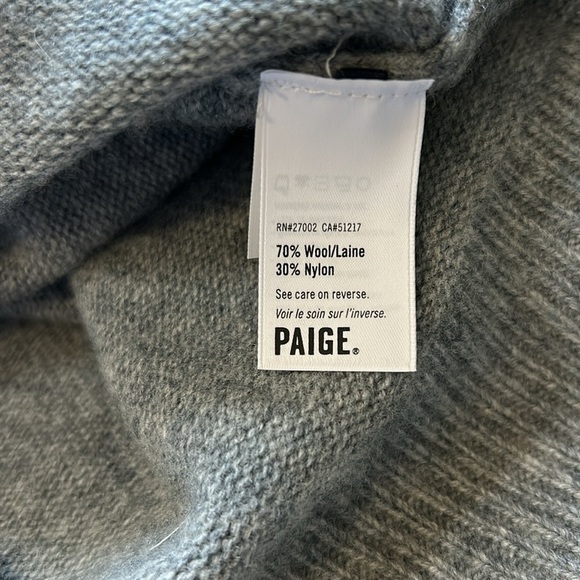 RN#27002 CA#51217
70% Wool/Laine
30% Nylon
See care on reverse.
Voir le soin sur l'inverse.
PAIGE®